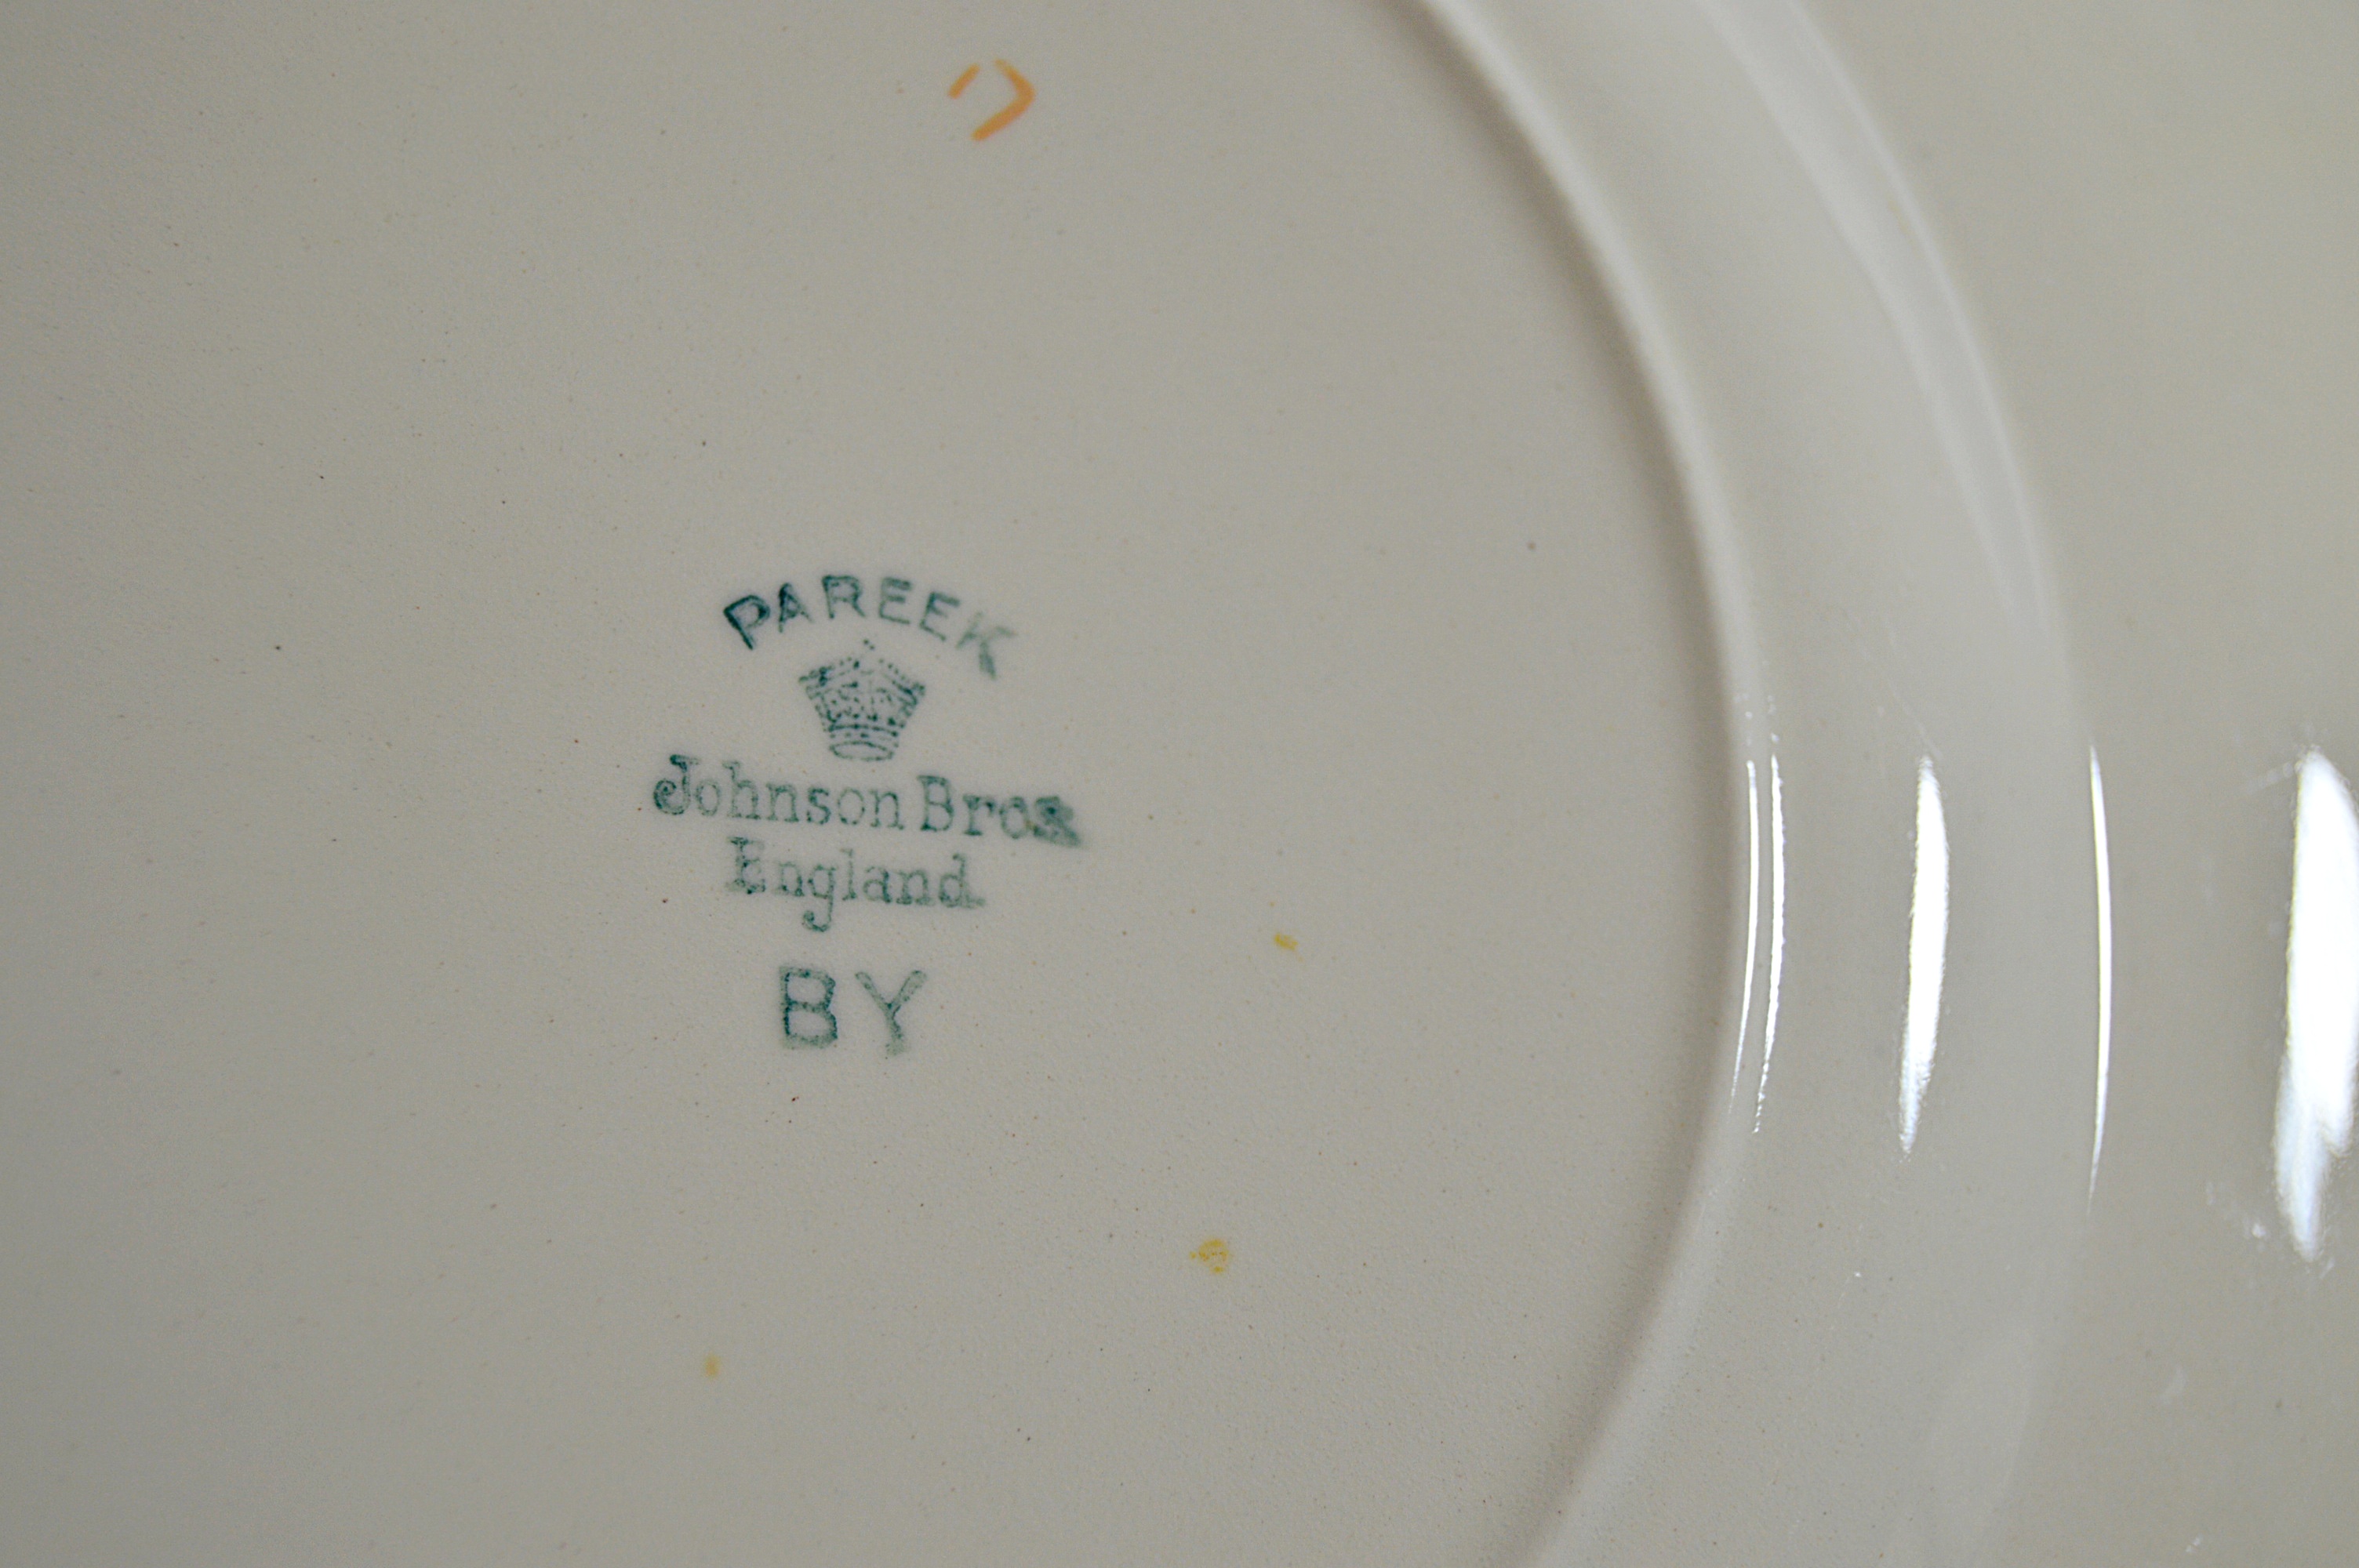 PAREEK
Johnson Bros
England.
BY